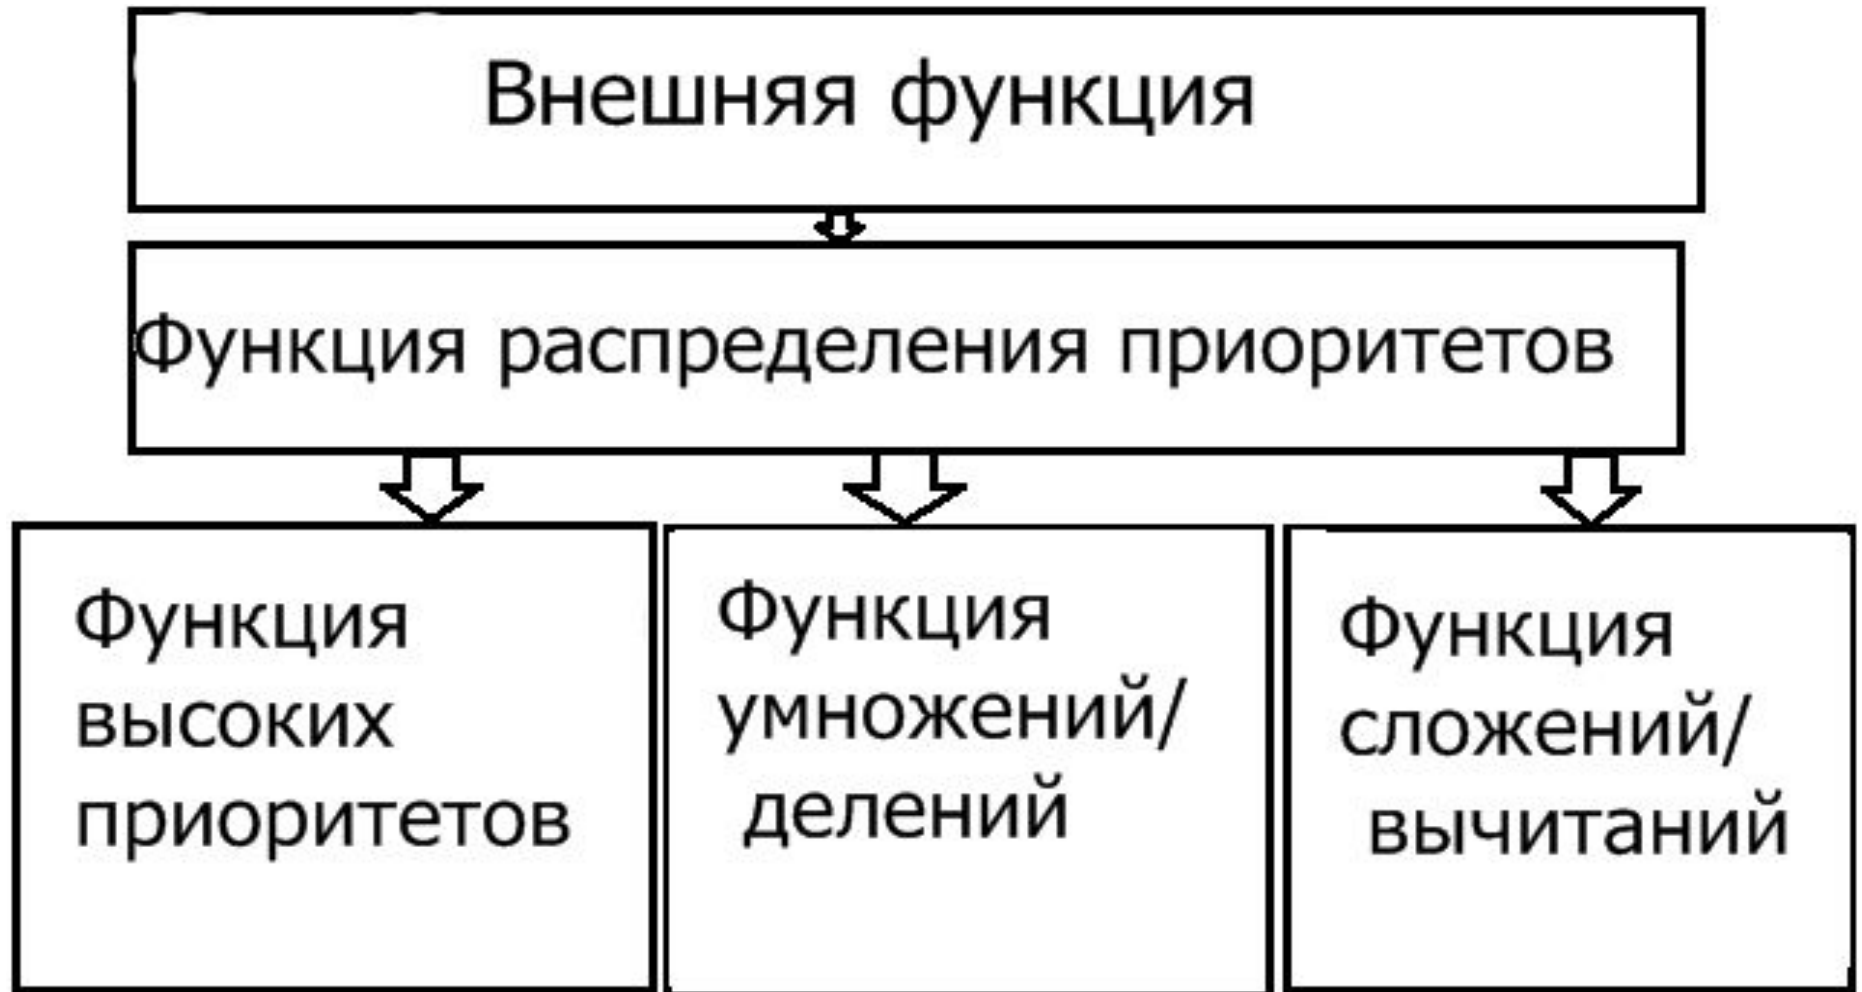 Внешняя функция
Функция распределения приоритетов
Функция
высоких
приоритетов
Функция
умножений/
делений
Функция
сложений/
вычитаний